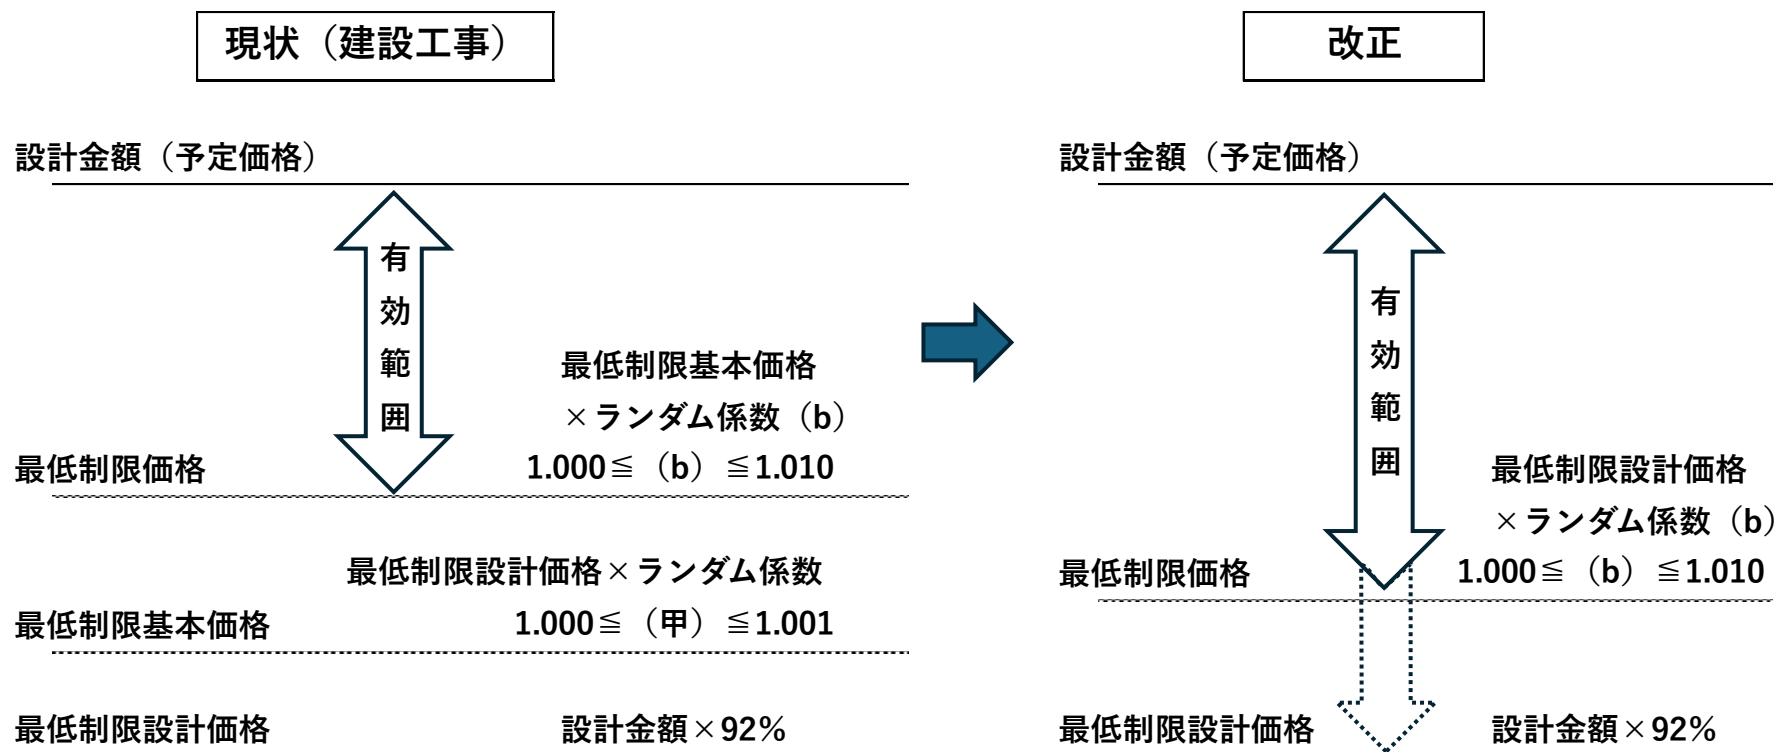 現状（建設工事）
設計金額（予定価格）
有
効
範
囲
最低制限基本価格
×ランダム係数（b）
最低制限価格
1.000≦（b）≦1.010
最低制限設計価格×ランダム係数
最低制限基本価格
1.000≦（甲）≦1.001
最低制限設計価格
設計金額×92%
改正
設計金額（予定価格）
有
効
範
囲
最低制限設計価格
×ランダム係数（b）
最低制限価格
1.000≦（b）≦1.010
最低制限設計価格
設計金額×92%